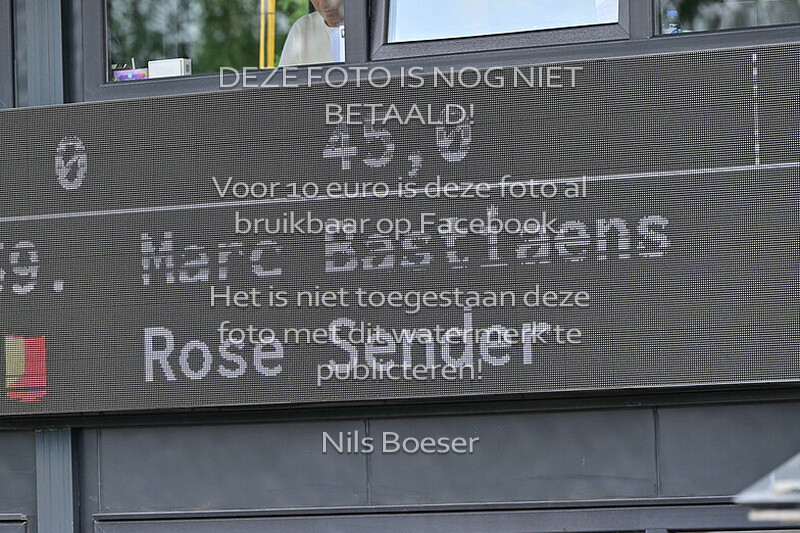 DEZE FOTO IS NOG NIET
BETAALD!
0 45,0
Voor 10 euro is deze foto al
bruikbaar op Facebook.
39. Marc Bastiaens
Het is niet toegestaan deze
foto met dit watermerk te
Rose Sender
publiceren!
Nils Boeser